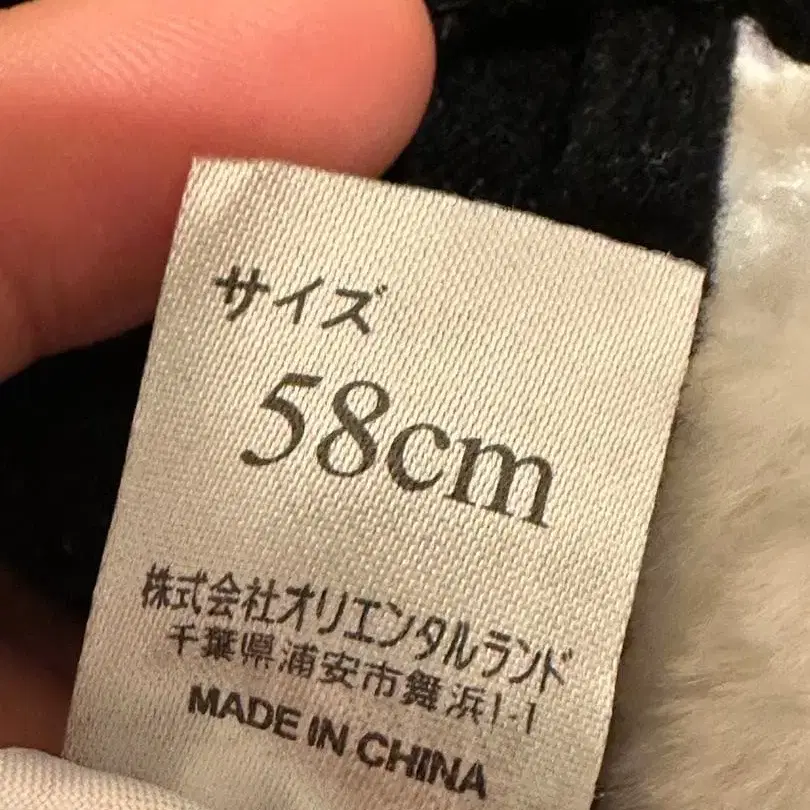 サイズ
58cm
株式会社オリエンタルランド
千葉県浦安市舞浜1-1
MADE IN CHINA